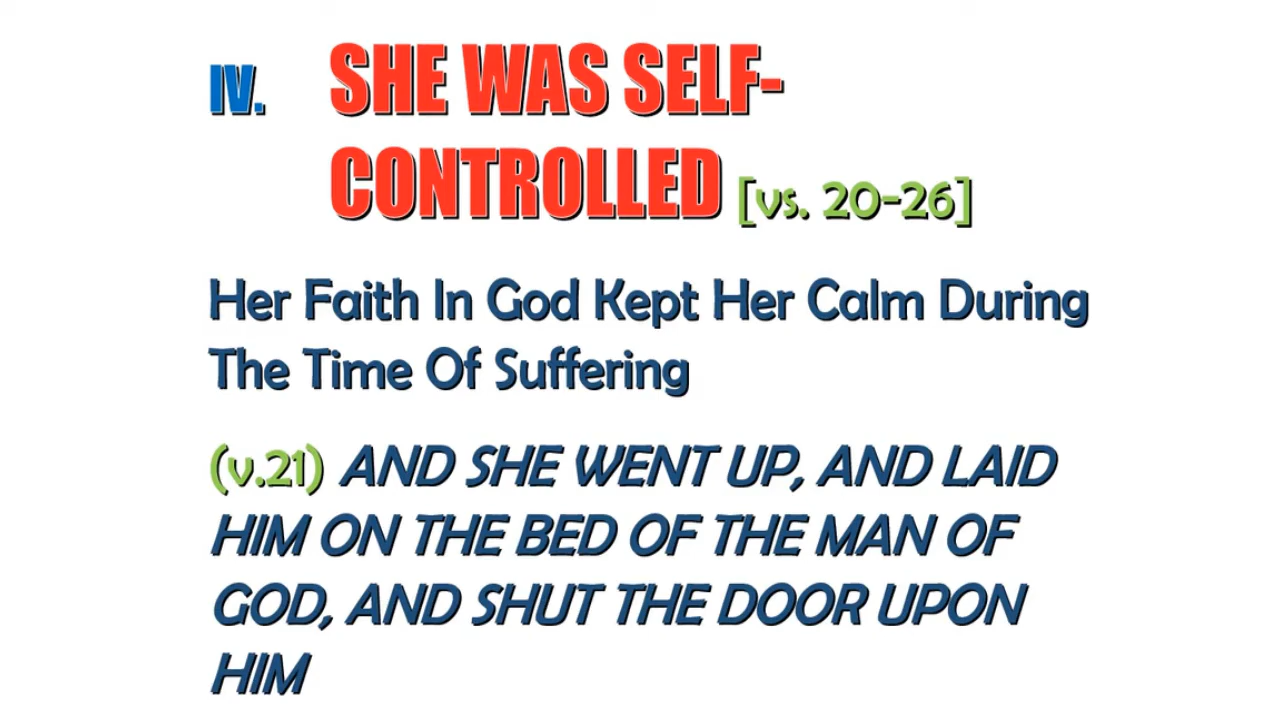 IV. SHE WAS SELF-
CONTROLLED [vs. 20-26]
Her Faith In God Kept Her Calm During
The Time Of Suffering
(v.21) AND SHE WENT UP, AND LAID
HIM ON THE BED OF THE MAN OF
GOD, AND SHUT THE DOOR UPON
HIM